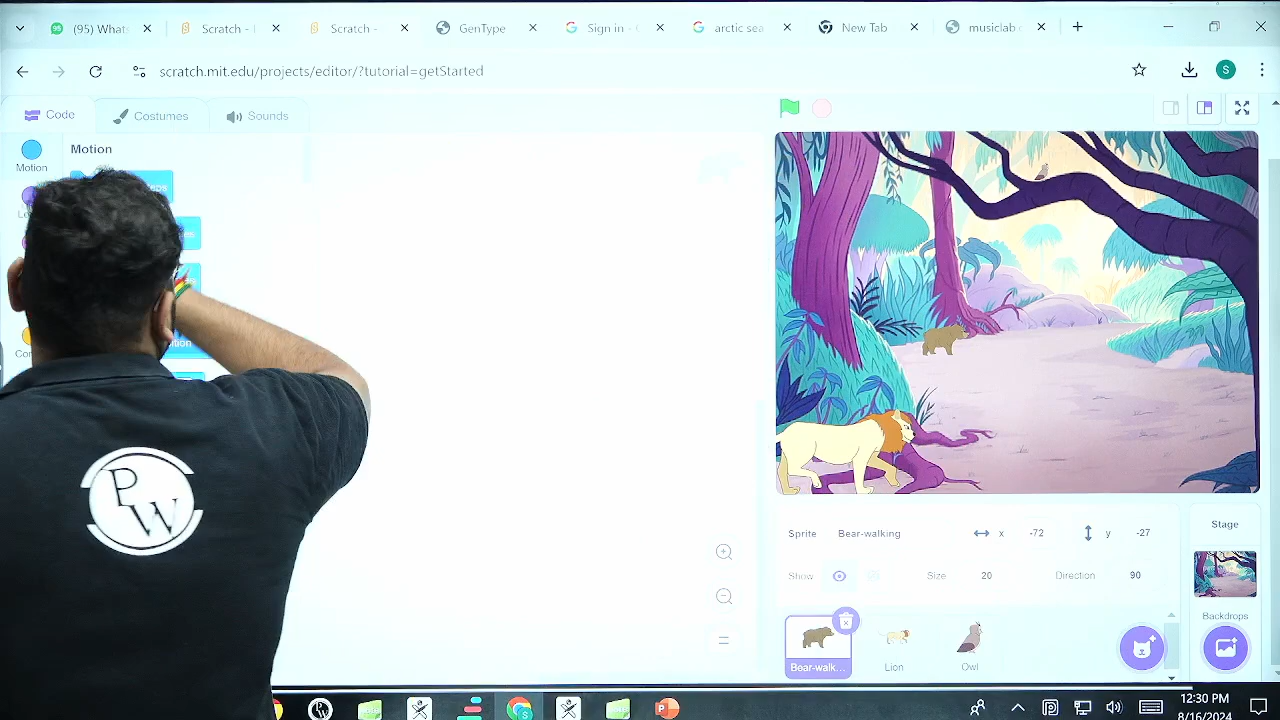 (95) Whats
Scratch - I
Scratch -
GenType
Sign in - G
arctic sea
New Tab
musiclab
scratch.mit.edu/projects/editor/?tutorial=getStarted
S
Code
Costumes
Sounds
Motion
Motion
PW
Sprite
Bear-walking
x
-72
y
-27
Show
Size
20
Direction
90
Stage
Backdrops
Bear-walk...
Lion
Owl
12:30 PM
8/16/2024